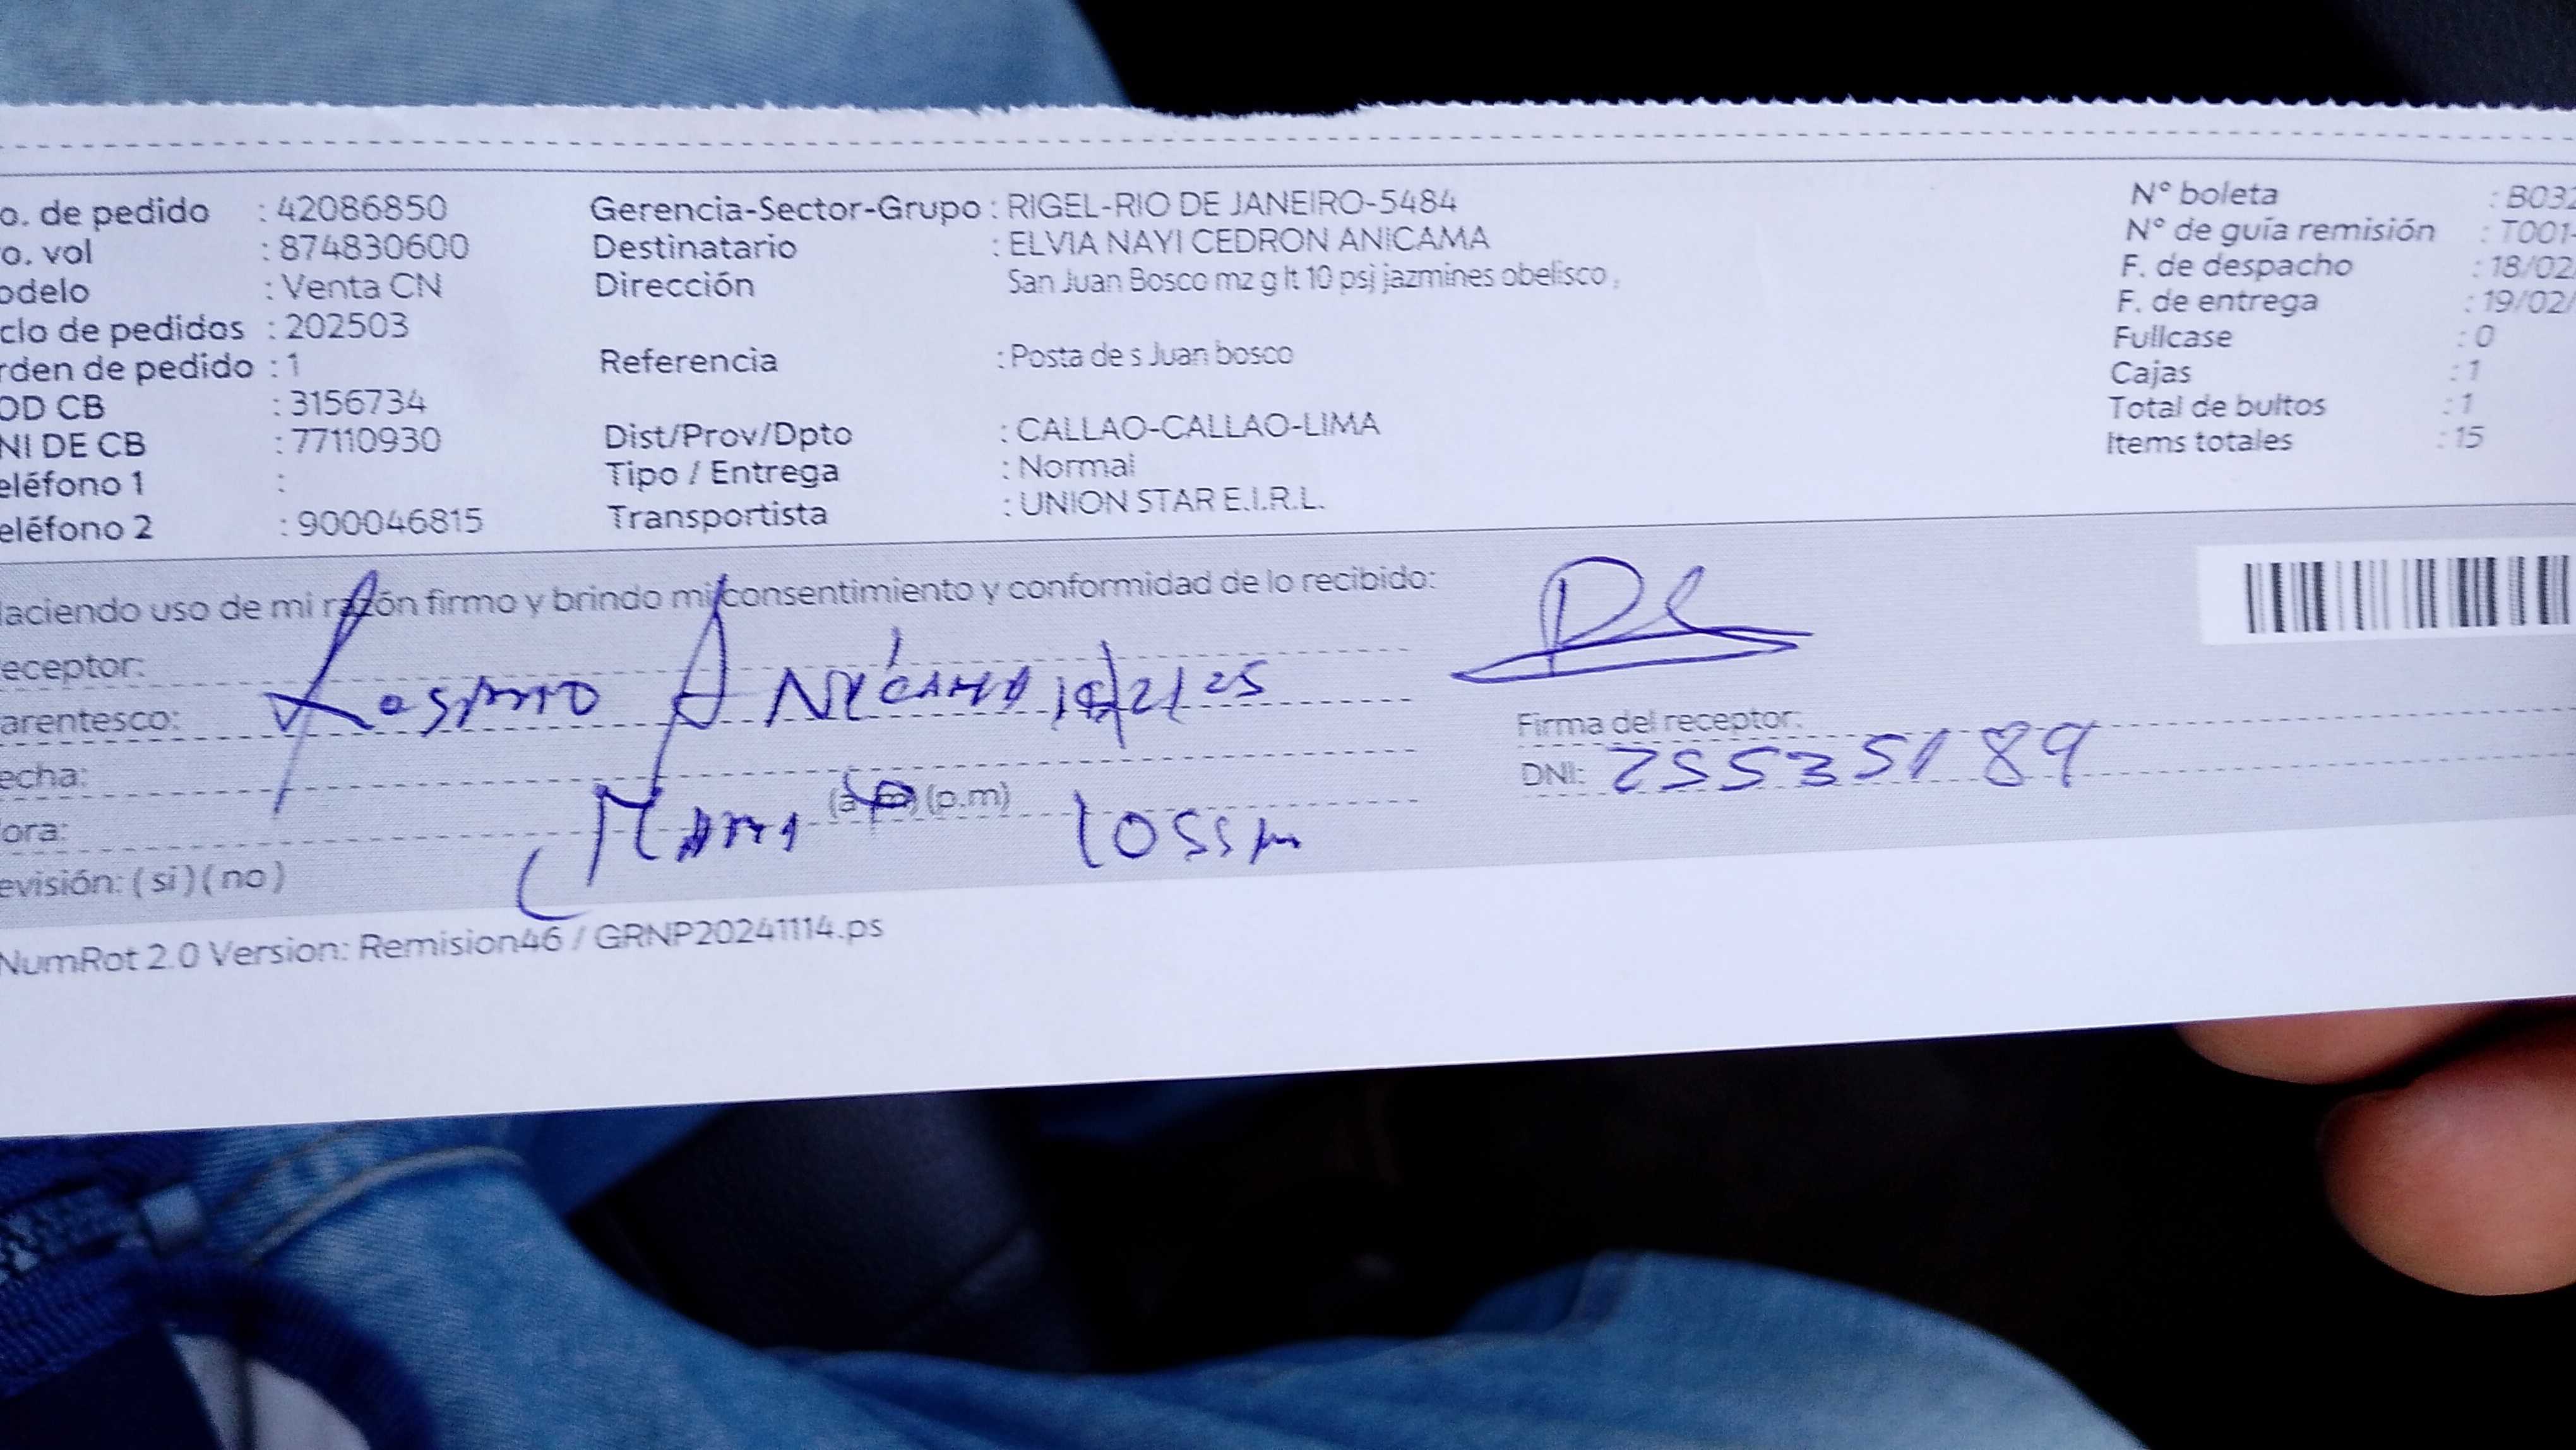 o. de pedido : 42086850 Gerencia-Sector-Grupo : RIGEL-RIO DE JANEIRO-5484 N° boleta : B032
o. vol : 874830600 Destinatario : ELVIA NAYI CEDRON ANICAMA N° de guía remisión : T001-
odelo : Venta CN Dirección San Juan Bosco mz g lt 10 psj jazmines obelisco , F. de despacho : 18/02
clo de pedidos : 202503 F. de entrega : 19/02/
rden de pedido : 1 Referencia : Posta de s Juan bosco Fullcase : 0
OD CB : 3156734 Cajas : 1
NI DE CB : 77110930 Dist/Prov/Dpto : CALLAO-CALLAO-LIMA Total de bultos : 1
eléfono 1 : Tipo / Entrega : Normal Items totales : 15
eléfono 2 : 900046815 Transportista : UNION STAR E.I.R.L.
Haciendo uso de mi razón firmo y brindo mi consentimiento y conformidad de lo recibido:
eceptor:
arentesco: ANICAMA
echa: (a.m) (p.m)
ora:
Firma del receptor:
DNI: 25535189
evisión: ( si ) ( no )
NumRot 2.0 Version: Remision46 / GRNP20241114.ps